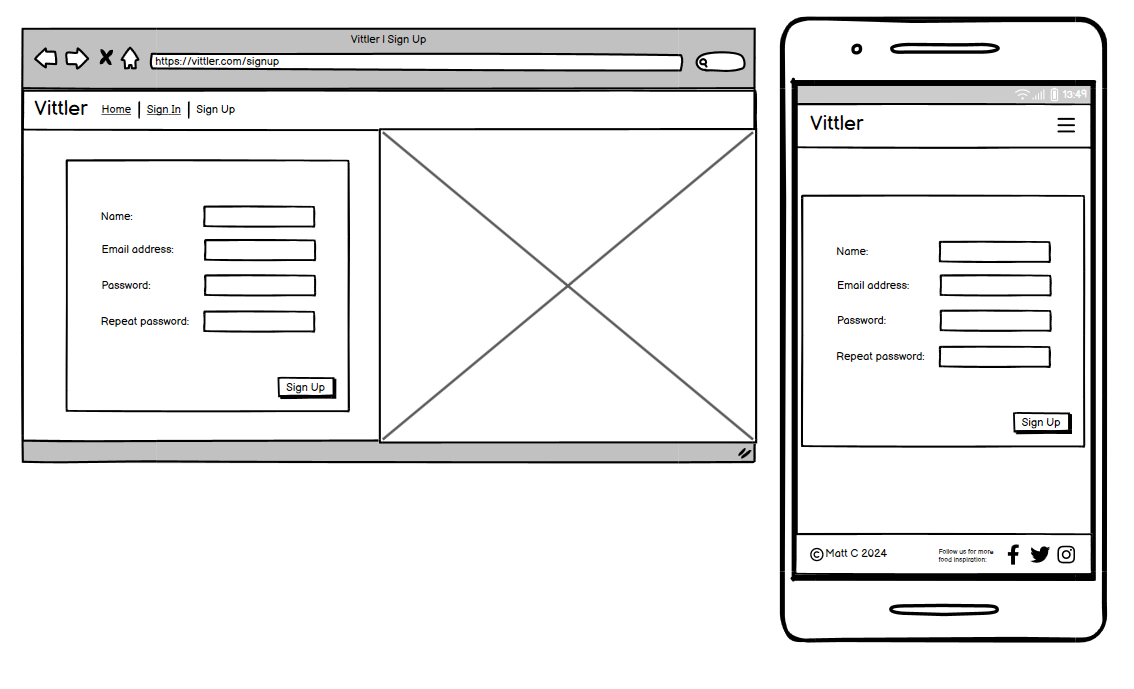 Vittler | Sign Up
https://vittler.com/signup
Vittler Home | Sign In | Sign Up
Name:
Email address:
Password:
Repeat password:
Sign Up
13:49
Vittler
Name:
Email address:
Password:
Repeat password:
Sign Up
© Matt C 2024
Follow us for more
food inspiration: